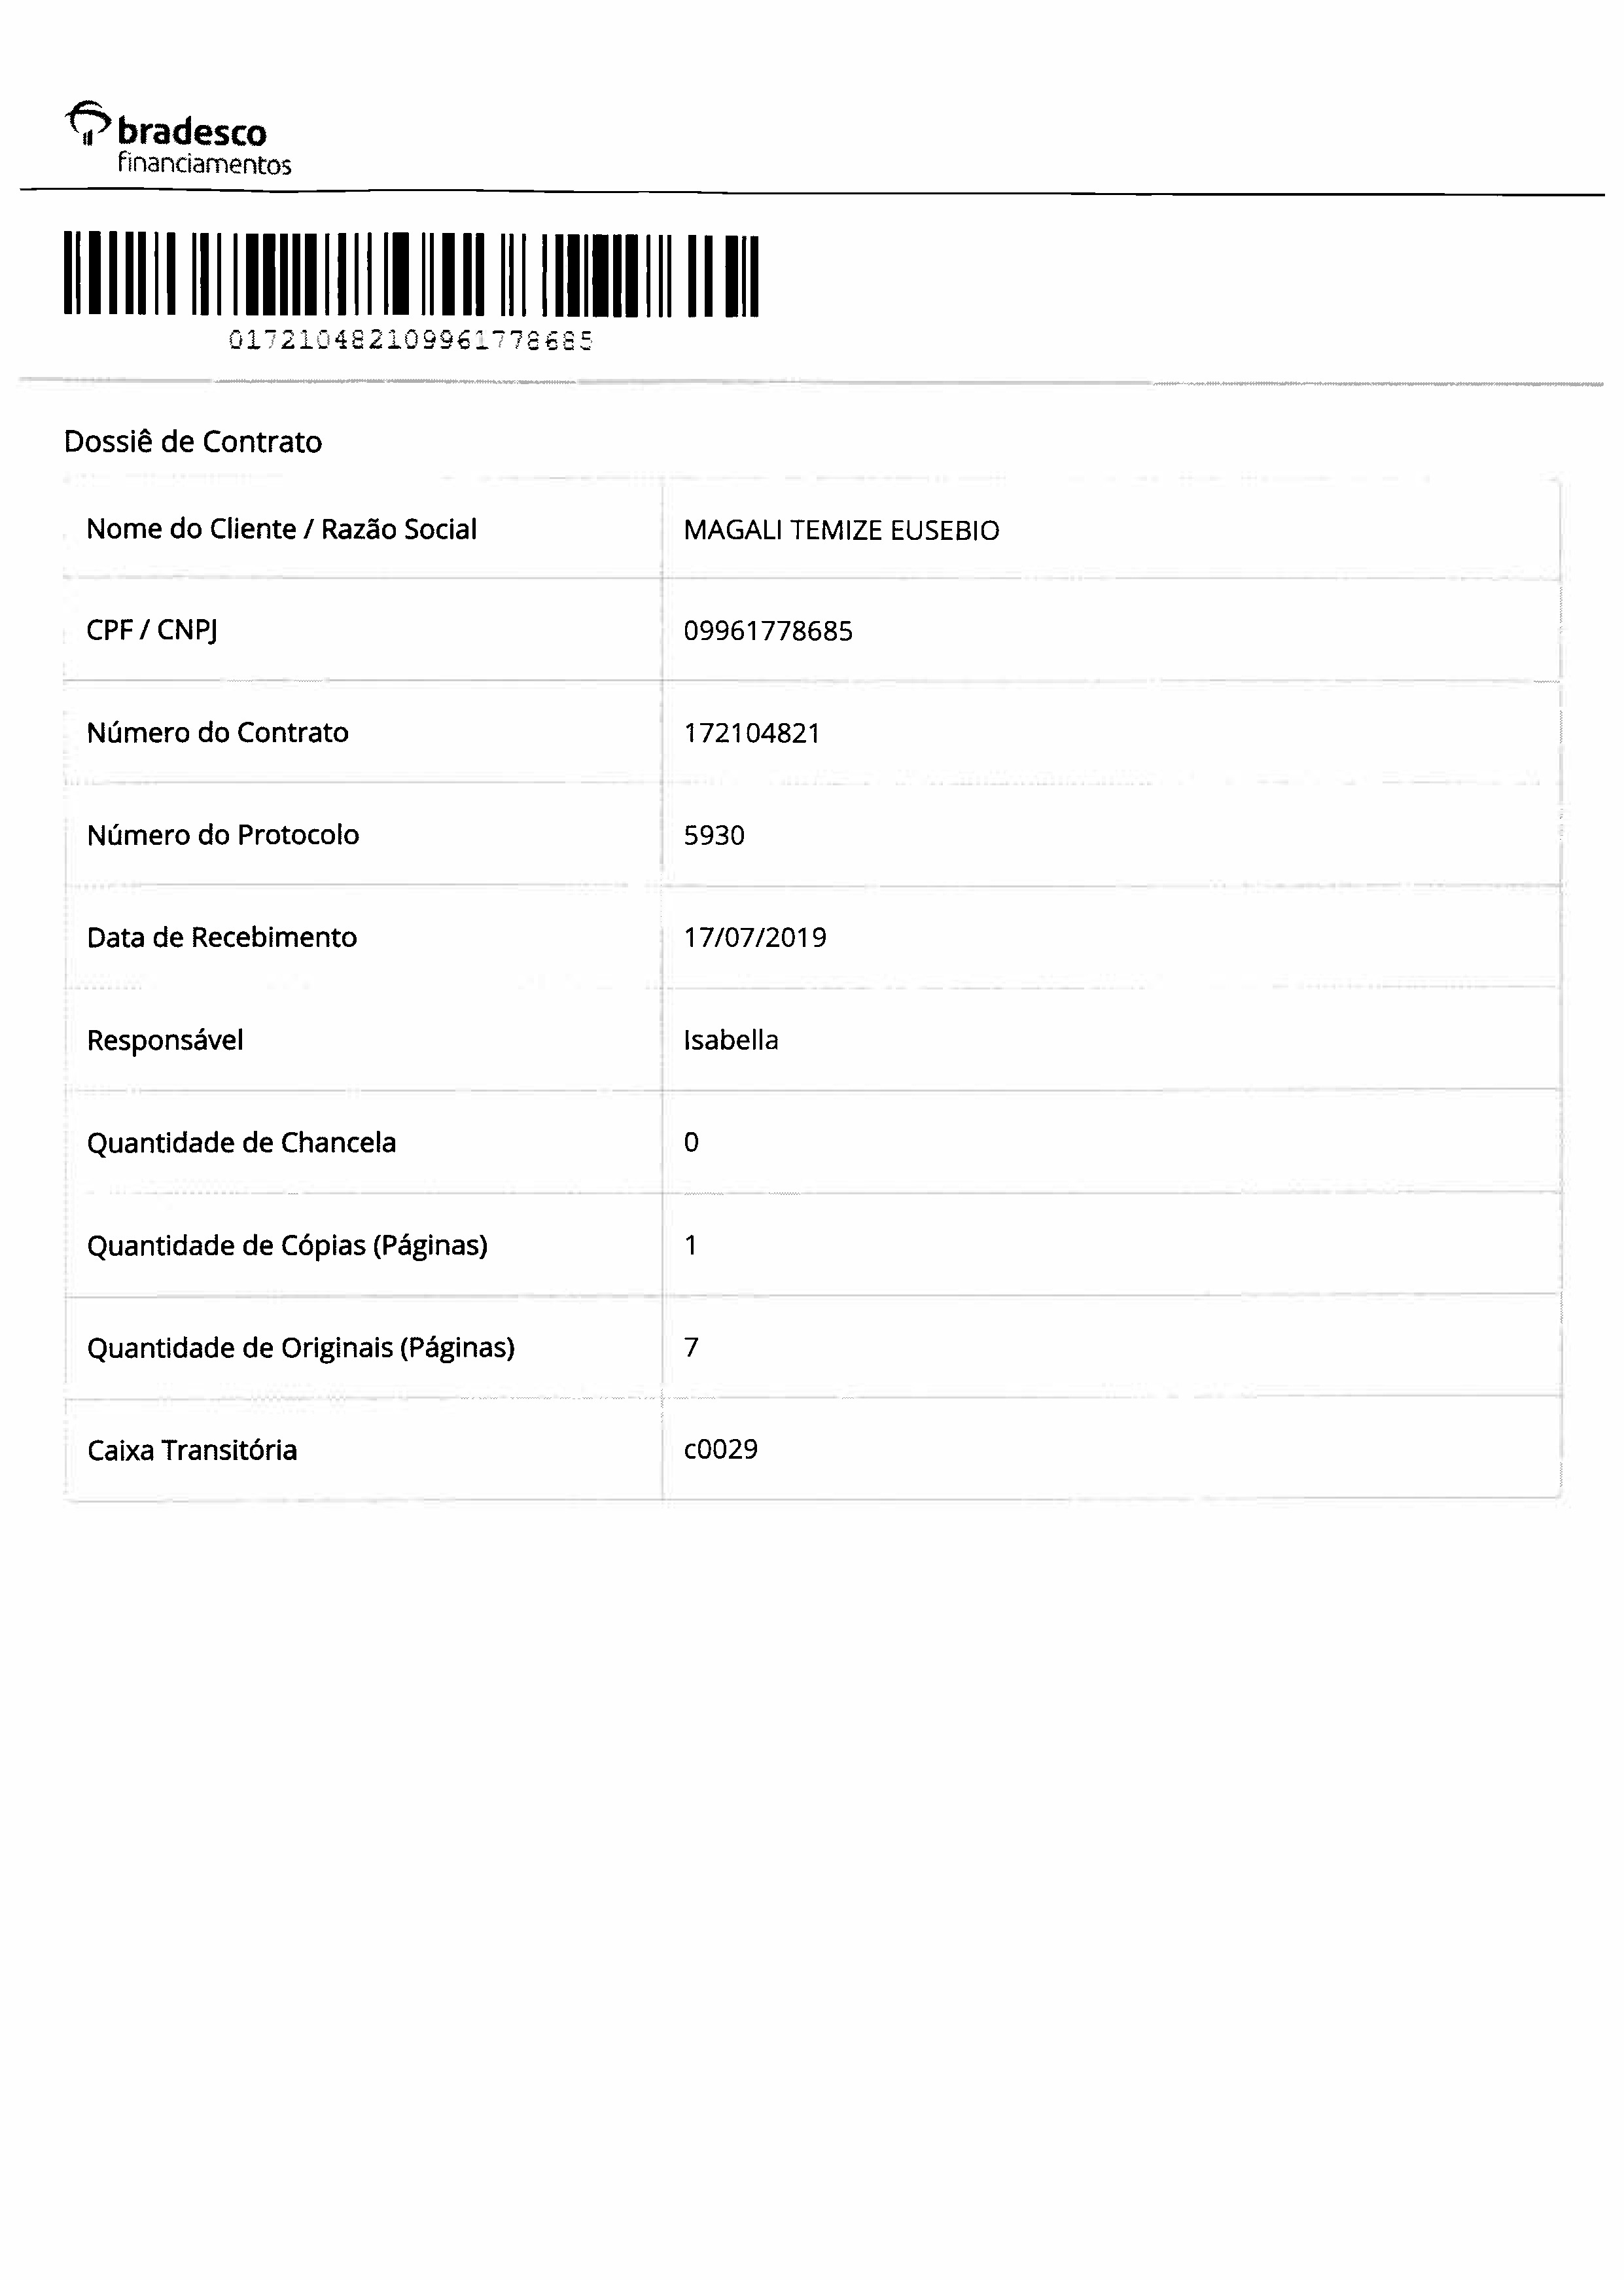 bradesco
financiamentos
017210482109961778685
Dossiê de Contrato
Nome do Cliente / Razão Social MAGALI TEMIZE EUSEBIO
CPF / CNPJ 09961778685
Número do Contrato 172104821
Número do Protocolo 5930
Data de Recebimento 17/07/2019
Responsável Isabella
Quantidade de Chancela 0
Quantidade de Cópias (Páginas) 1
Quantidade de Originais (Páginas) 7
Caixa Transitória c0029